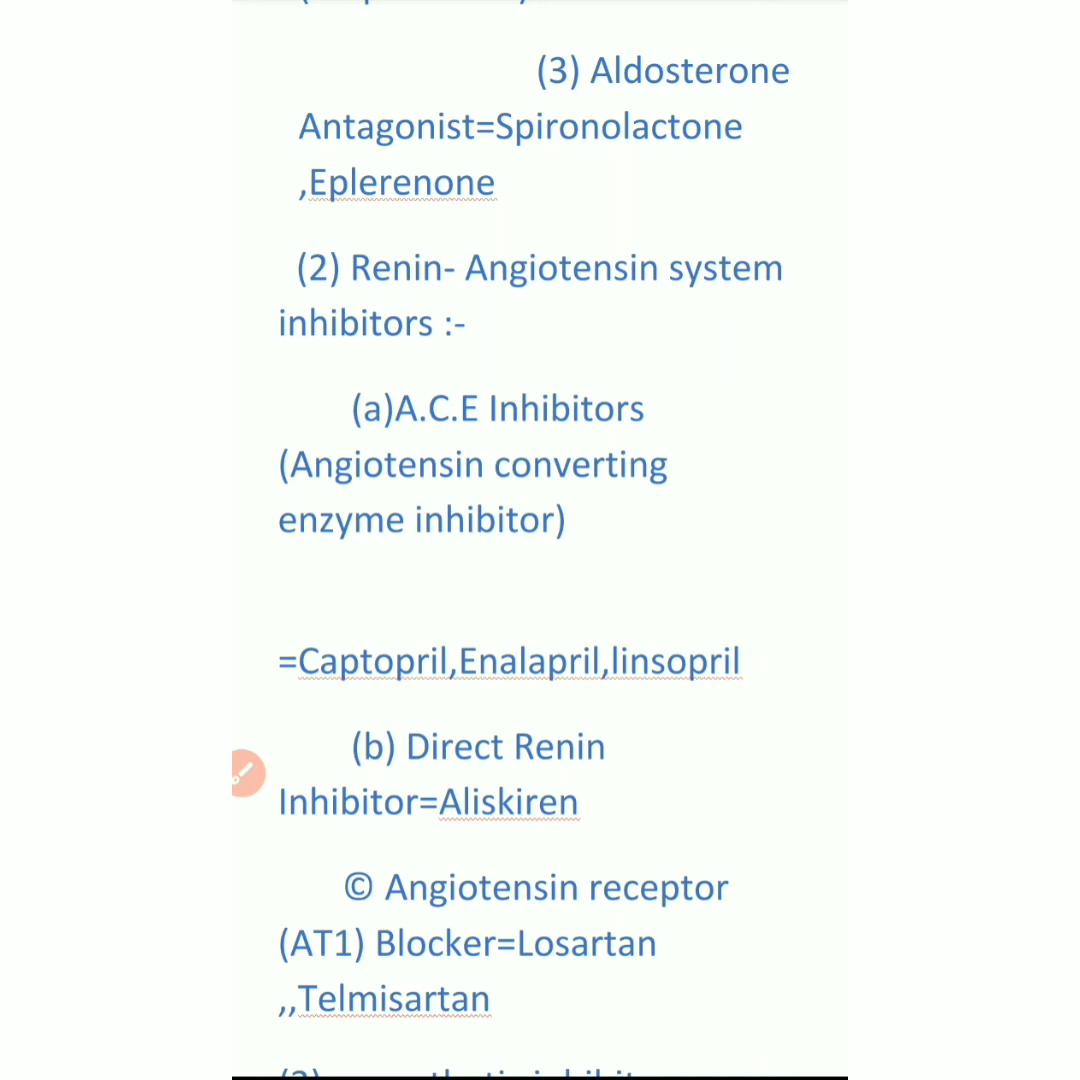 (3) Aldosterone
Antagonist=Spironolactone
,Eplerenone
(2) Renin- Angiotensin system
inhibitors :-
(a)A.C.E Inhibitors
(Angiotensin converting
enzyme inhibitor)
=Captopril,Enalapril,linsopril
(b) Direct Renin
Inhibitor=Aliskiren
© Angiotensin receptor
(AT1) Blocker=Losartan
,,Telmisartan